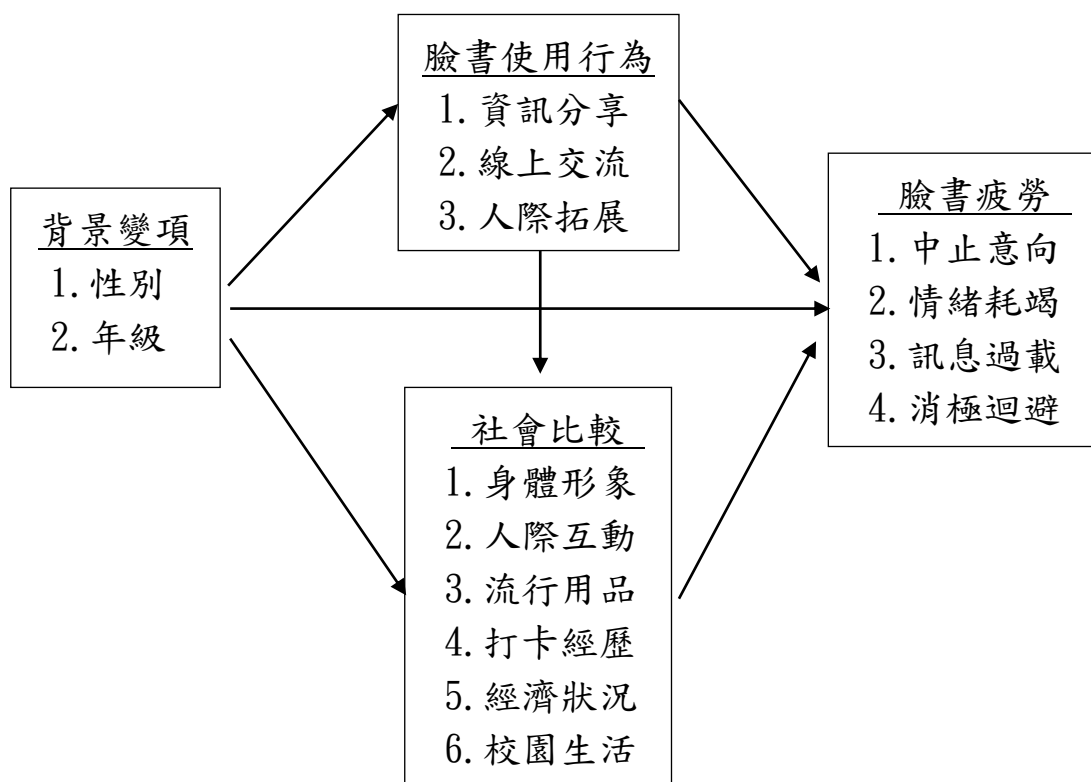 臉書使用行為
1. 資訊分享
2. 線上交流
3. 人際拓展
背景變項
1. 性別
2. 年級
臉書疲勞
1. 中止意向
2. 情緒耗竭
3. 訊息過載
4. 消極迴避
社會比較
1. 身體形象
2. 人際互動
3. 流行用品
4. 打卡經歷
5. 經濟狀況
6. 校園生活